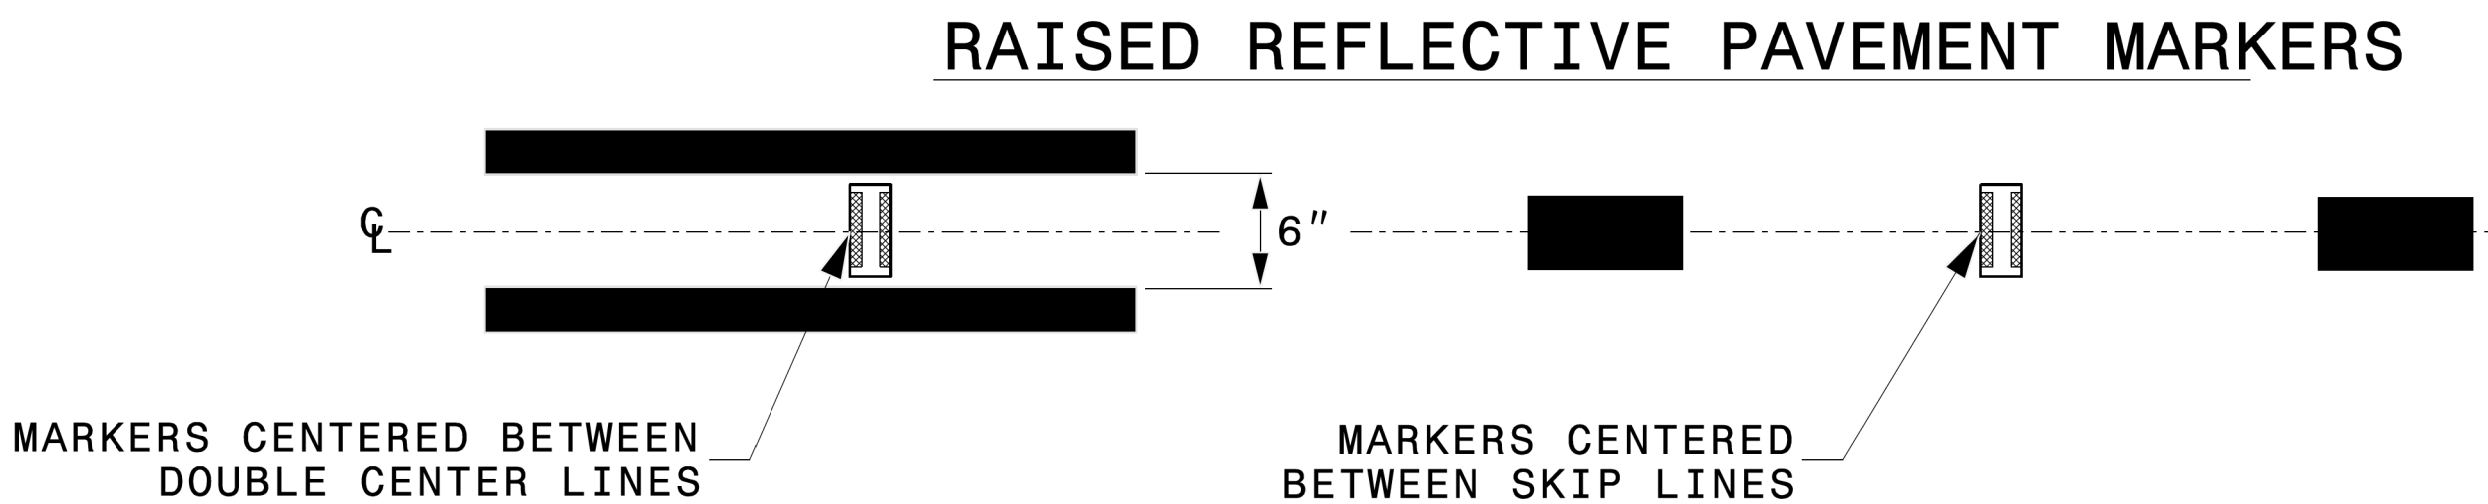 RAISED REFLECTIVE PAVEMENT MARKERS
CL
6"
MARKERS CENTERED BETWEEN
DOUBLE CENTER LINES
MARKERS CENTERED
BETWEEN SKIP LINES